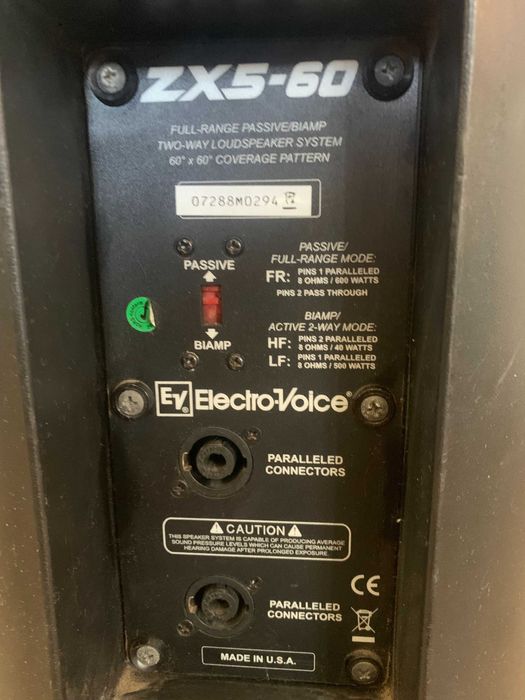 ZX5-60
FULL-RANGE PASSIVE/BIAMP
TWO-WAY LOUDSPEAKER SYSTEM
60° x 60° COVERAGE PATTERN
07288M0294
PASSIVE
BIAMP
PASSIVE/
FULL-RANGE MODE:
FR: PINS 1 PARALLELED
8 OHMS / 600 WATTS
PINS 2 PASS THROUGH
BIAMP/
ACTIVE 2-WAY MODE:
HF: PINS 2 PARALLELED
8 OHMS / 40 WATTS
LF: PINS 1 PARALLELED
8 OHMS / 500 WATTS
EV® Electro-Voice®
PARALLELED
CONNECTORS
CAUTION
THIS SPEAKER SYSTEM IS CAPABLE OF PRODUCING AVERAGE
SOUND PRESSURE LEVELS WHICH CAN CAUSE PERMANENT
HEARING DAMAGE AFTER PROLONGED EXPOSURE.
CE
PARALLELED
CONNECTORS
MADE IN U.S.A.